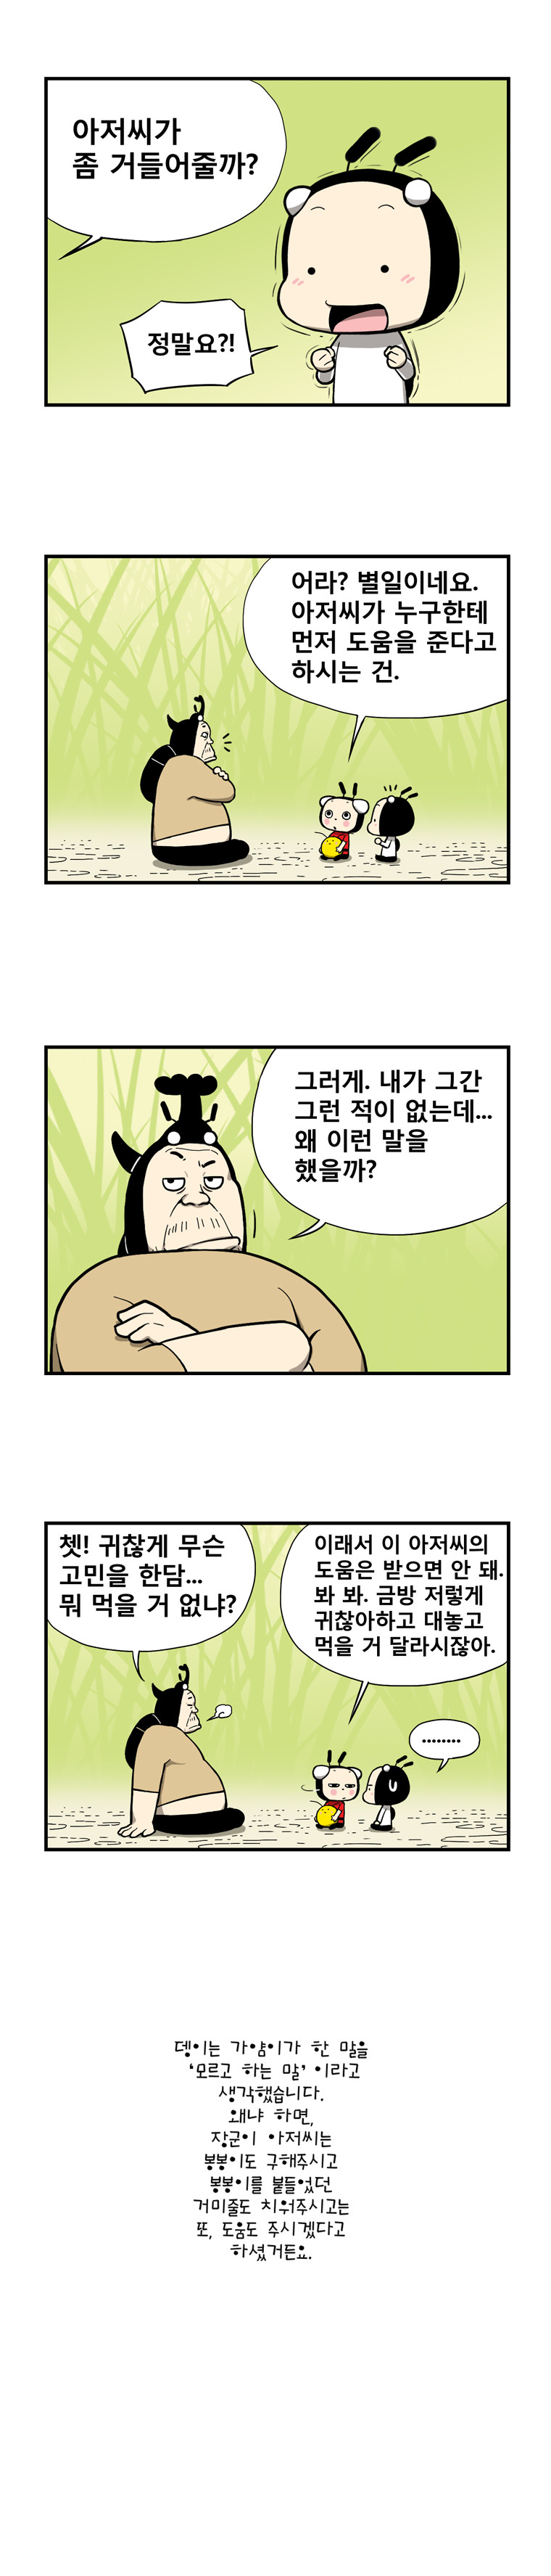 아저씨가
좀 거들어줄까?
정말요?!
어라? 별일이네요.
아저씨가 누구한테
먼저 도움을 준다고
하시는 건.
그러게. 내가 그간
그런 적이 없는데...
왜 이런 말을
했을까?
쳇! 귀찮게 무슨
고민을 한담...
뭐 먹을 거 없냐?
이래서 이 아저씨의
도움은 받으면 안 돼.
봐 봐. 금방 저렇게
귀찮아하고 대놓고
먹을 거 달라시잖아.
........
뎅이는 가얌이가 한 말을
‘모르고 하는 말’ 이라고
생각했습니다.
왜냐 하면,
장군이 아저씨는
봉봉이도 구해주시고
봉봉이를 붙들었던
거미줄도 치워주시고는
또, 도움도 주시겠다고
하셨거든요.